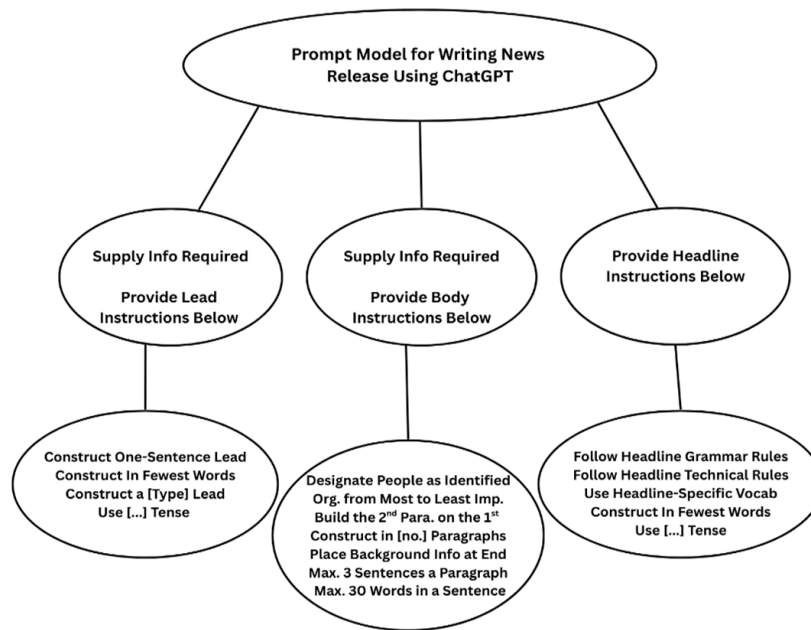 Prompt Model for Writing News
Release Using ChatGPT
Supply Info Required
Provide Lead
Instructions Below
Supply Info Required
Provide Body
Instructions Below
Provide Headline
Instructions Below
Construct One-Sentence Lead
Construct In Fewest Words
Construct a [Type] Lead
Use [...] Tense
Designate People as Identified
Org. from Most to Least Imp.
Build the 2nd Para. on the 1st
Construct in [no.] Paragraphs
Place Background Info at End
Max. 3 Sentences a Paragraph
Max. 30 Words in a Sentence
Follow Headline Grammar Rules
Follow Headline Technical Rules
Use Headline-Specific Vocab
Construct In Fewest Words
Use [...] Tense